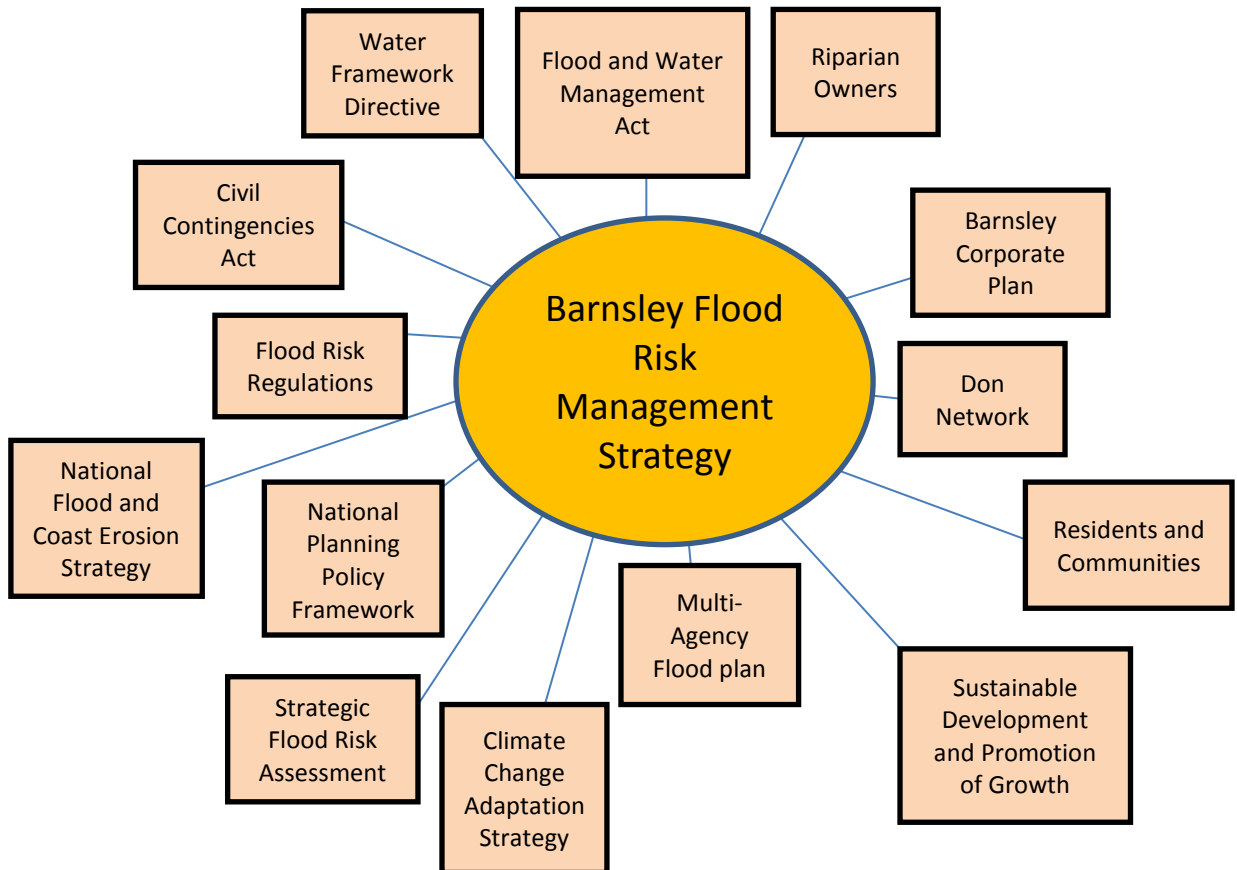 Water
Framework
Directive
Flood and Water
Management
Act
Riparian
Owners
Civil
Contingencies
Act
Barnsley
Corporate
Plan
Barnsley Flood
Risk
Management
Strategy
Flood Risk
Regulations
Don
Network
National
Flood and
Coast Erosion
Strategy
National
Planning
Policy
Framework
Residents and
Communities
Multi-
Agency
Flood plan
Strategic
Flood Risk
Assessment
Climate
Change
Adaptation
Strategy
Sustainable
Development
and Promotion
of Growth